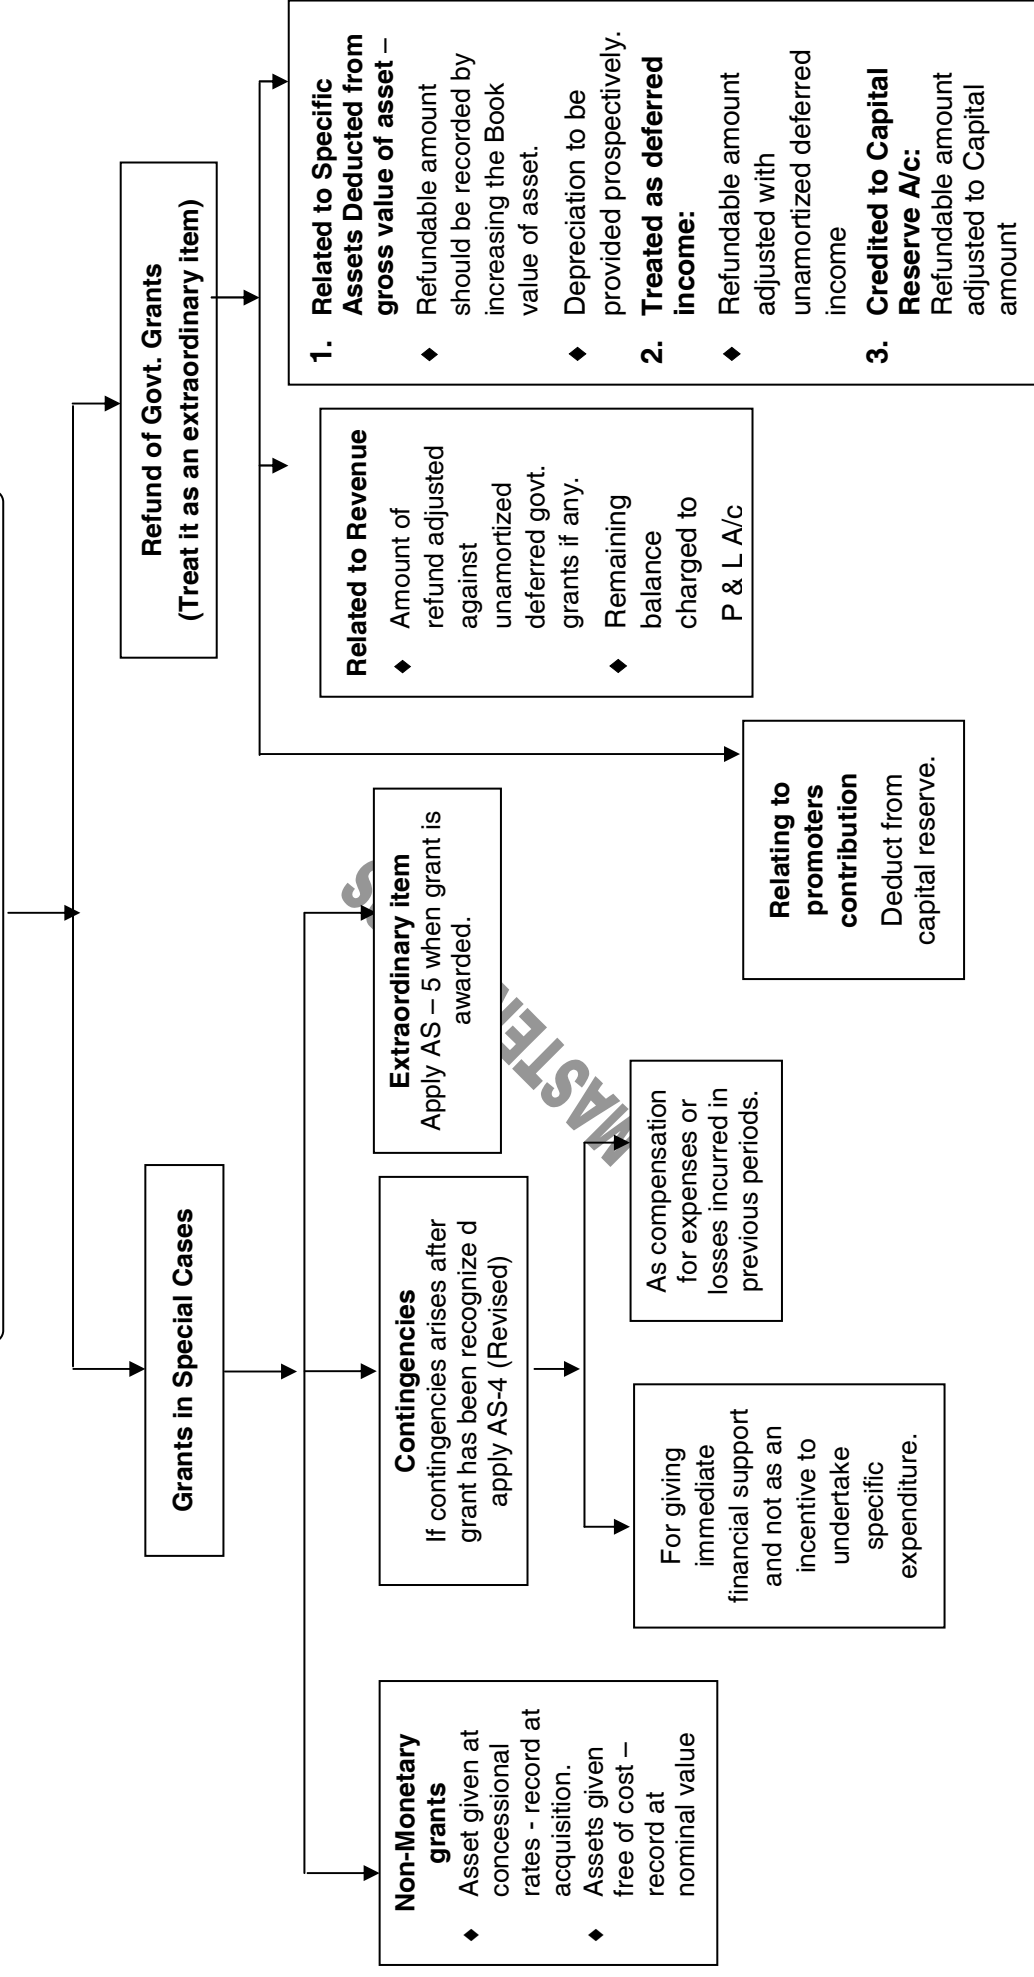 Grants in Special Cases
Refund of Govt. Grants
(Treat it as an extraordinary item)
Non-Monetary
grants
♦ Asset given at
concessional
rates - record at
acquisition.
♦ Assets given
free of cost –
record at
nominal value
Contingencies
If contingencies arises after
grant has been recognize d
apply AS-4 (Revised)
Extraordinary item
Apply AS – 5 when grant is
awarded.
For giving
immediate
financial support
and not as an
incentive to
undertake
specific
expenditure.
As compensation
for expenses or
losses incurred in
previous periods.
Relating to
promoters
contribution
Deduct from
capital reserve.
Related to Revenue
♦ Amount of
refund adjusted
against
unamortized
deferred govt.
grants if any.
♦ Remaining
balance
charged to
P & L A/c
1. Related to Specific
Assets Deducted from
gross value of asset –
♦ Refundable amount
should be recorded by
increasing the Book
value of asset.
♦ Depreciation to be
provided prospectively.
2. Treated as deferred
income:
♦ Refundable amount
adjusted with
unamortized deferred
income
3. Credited to Capital
Reserve A/c:
Refundable amount
adjusted to Capital
amount